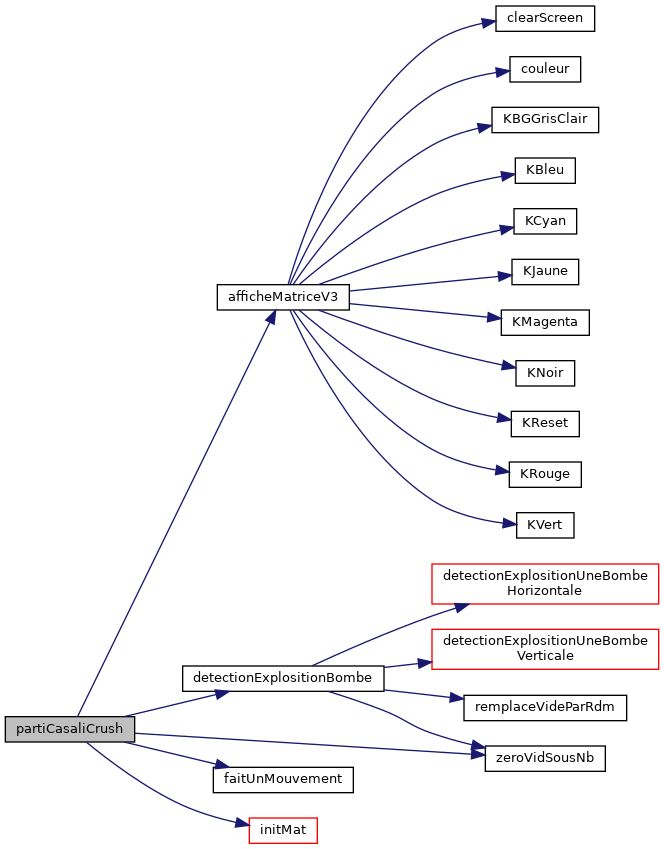 clearScreen
couleur
KBGGrisClair
KBleu
KCyan
KJaune
afficheMatriceV3
KMagenta
KNoir
KReset
KRouge
KVert
detectionExplositionUneBombe
Horizontale
detectionExplositionUneBombe
Verticale
detectionExplositionBombe
remplaceVideParRdm
partiCasaliCrush
zeroVidSousNb
faitUnMouvement
initMat